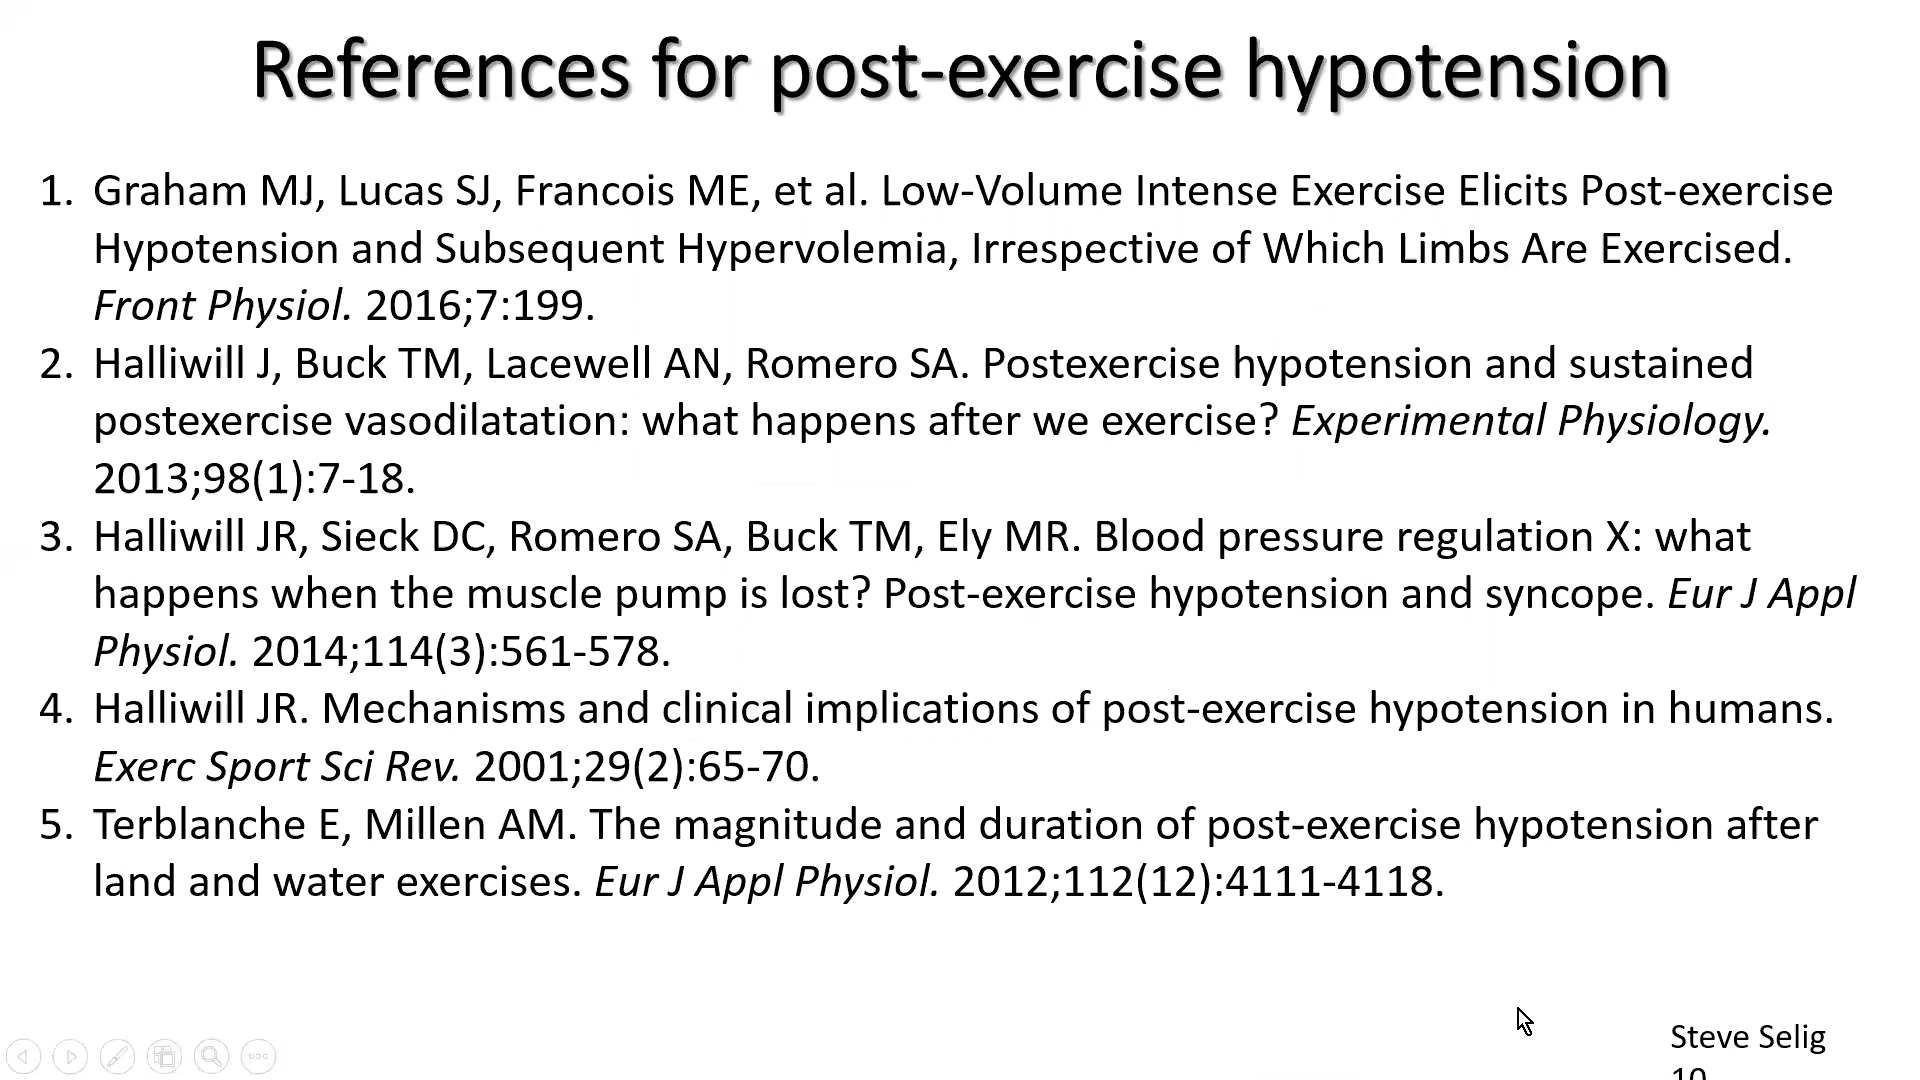 References for post-exercise hypotension
1. Graham MJ, Lucas SJ, Francois ME, et al. Low-Volume Intense Exercise Elicits Post-exercise
Hypotension and Subsequent Hypervolemia, Irrespective of Which Limbs Are Exercised.
Front Physiol. 2016;7:199.
2. Halliwill J, Buck TM, Lacewell AN, Romero SA. Postexercise hypotension and sustained
postexercise vasodilatation: what happens after we exercise? Experimental Physiology.
2013;98(1):7-18.
3. Halliwill JR, Sieck DC, Romero SA, Buck TM, Ely MR. Blood pressure regulation X: what
happens when the muscle pump is lost? Post-exercise hypotension and syncope. Eur J Appl
Physiol. 2014;114(3):561-578.
4. Halliwill JR. Mechanisms and clinical implications of post-exercise hypotension in humans.
Exerc Sport Sci Rev. 2001;29(2):65-70.
5. Terblanche E, Millen AM. The magnitude and duration of post-exercise hypotension after
land and water exercises. Eur J Appl Physiol. 2012;112(12):4111-4118.
Steve Selig